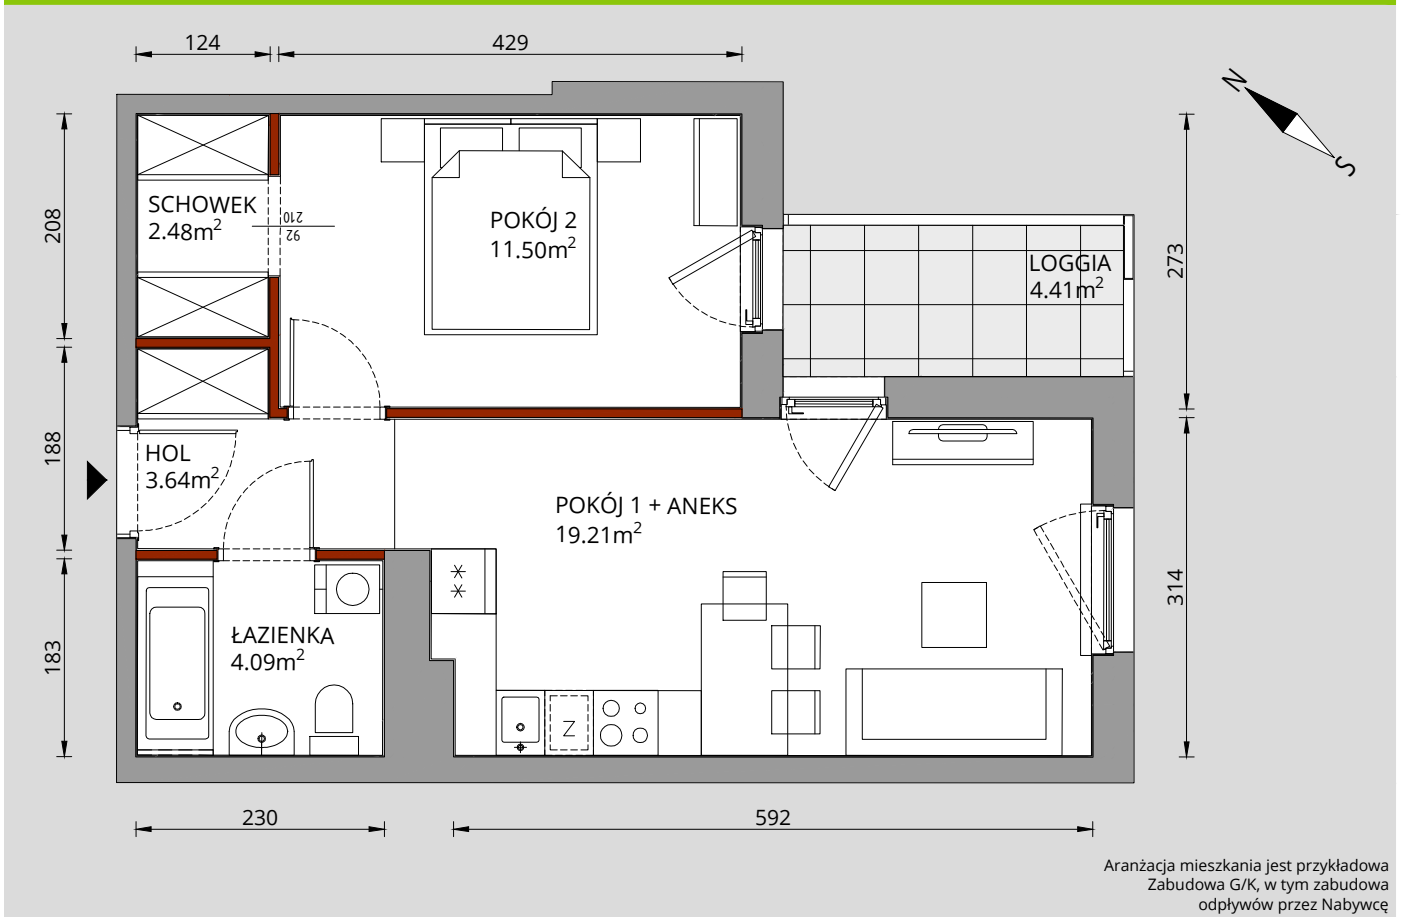 124
429
N
S
208
188
183
SCHOWEK
2.48m²
210
92
POKÓJ 2
11.50m²
LOGGIA
4.41m²
273
314
HOL
3.64m²
POKÓJ 1 + ANEKS
19.21m²
ŁAZIENKA
4.09m²
Z
230
592
Aranżacja mieszkania jest przykładowa
Zabudowa G/K, w tym zabudowa
odpływów przez Nabywcę